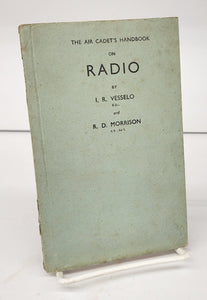 THE AIR CADET'S HANDBOOK
ON
RADIO
BY
I. R. VESSELO
and
R. D. MORRISON